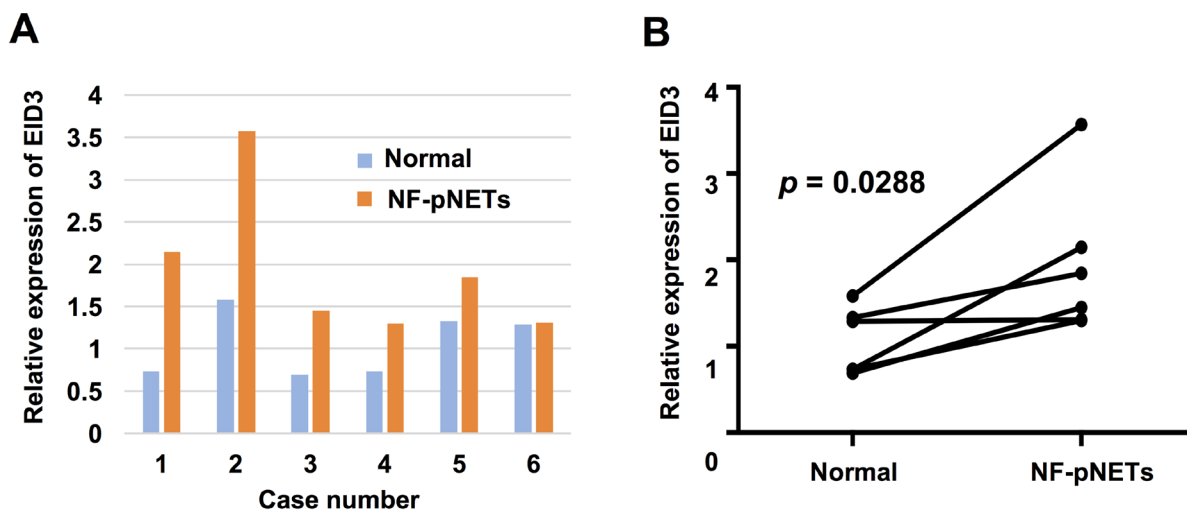 A
Relative expression of EID3
4
3.5
3
2.5
2
1.5
1
0.5
0
Normal
NF-pNETs
1 2 3 4 5 6
Case number
B
Relative expression of EID3
4
3
2
1
0
p = 0.0288
Normal NF-pNETs